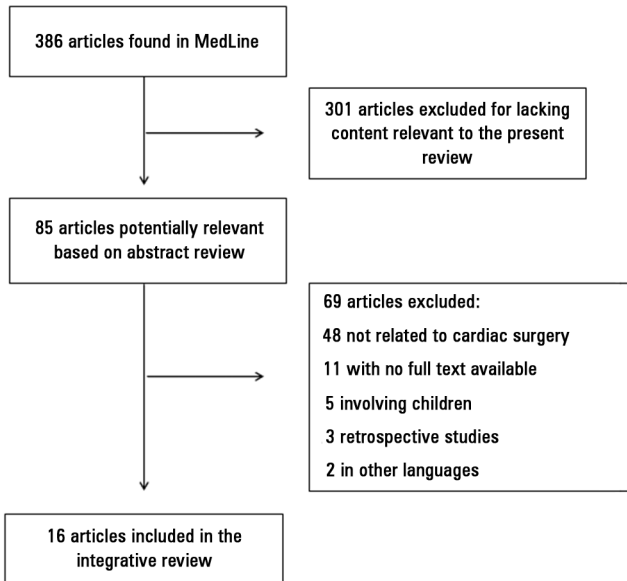 386 articles found in MedLine
301 articles excluded for lacking
content relevant to the present
review
85 articles potentially relevant
based on abstract review
69 articles excluded:
48 not related to cardiac surgery
11 with no full text available
5 involving children
3 retrospective studies
2 in other languages
16 articles included in the
integrative review